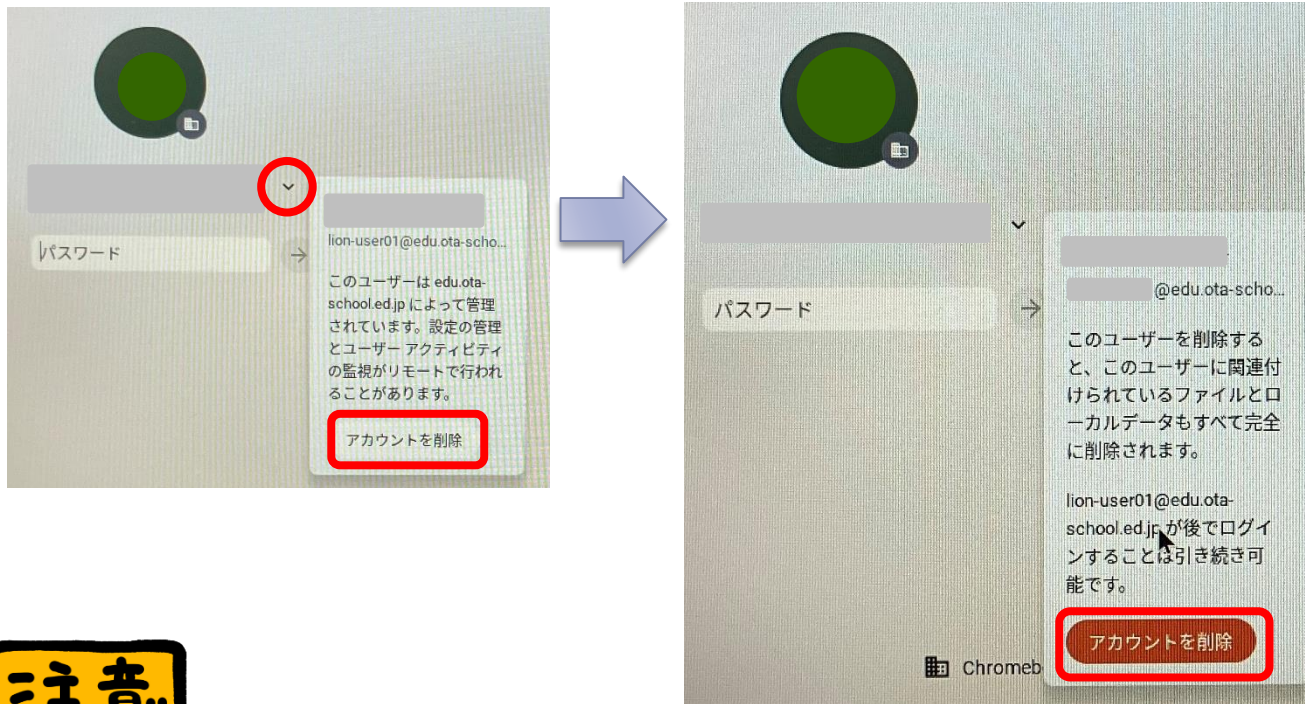 パスワード
lion-user01@edu.ota-scho...
このユーザーは edu.ota-
school.ed.jp によって管理
されています。設定の管理
とユーザー アクティビティ
の監視がリモートで行われ
ることがあります。
アカウントを削除
パスワード
@edu.ota-scho...
このユーザーを削除する
と、このユーザーに関連付
けられているファイルとロ
ーカルデータもすべて完全
に削除されます。
lion-user01@edu.ota-
school.ed.jp が後でログイ
ンすることは引き続き可
能です。
アカウントを削除
Chromeb
注意